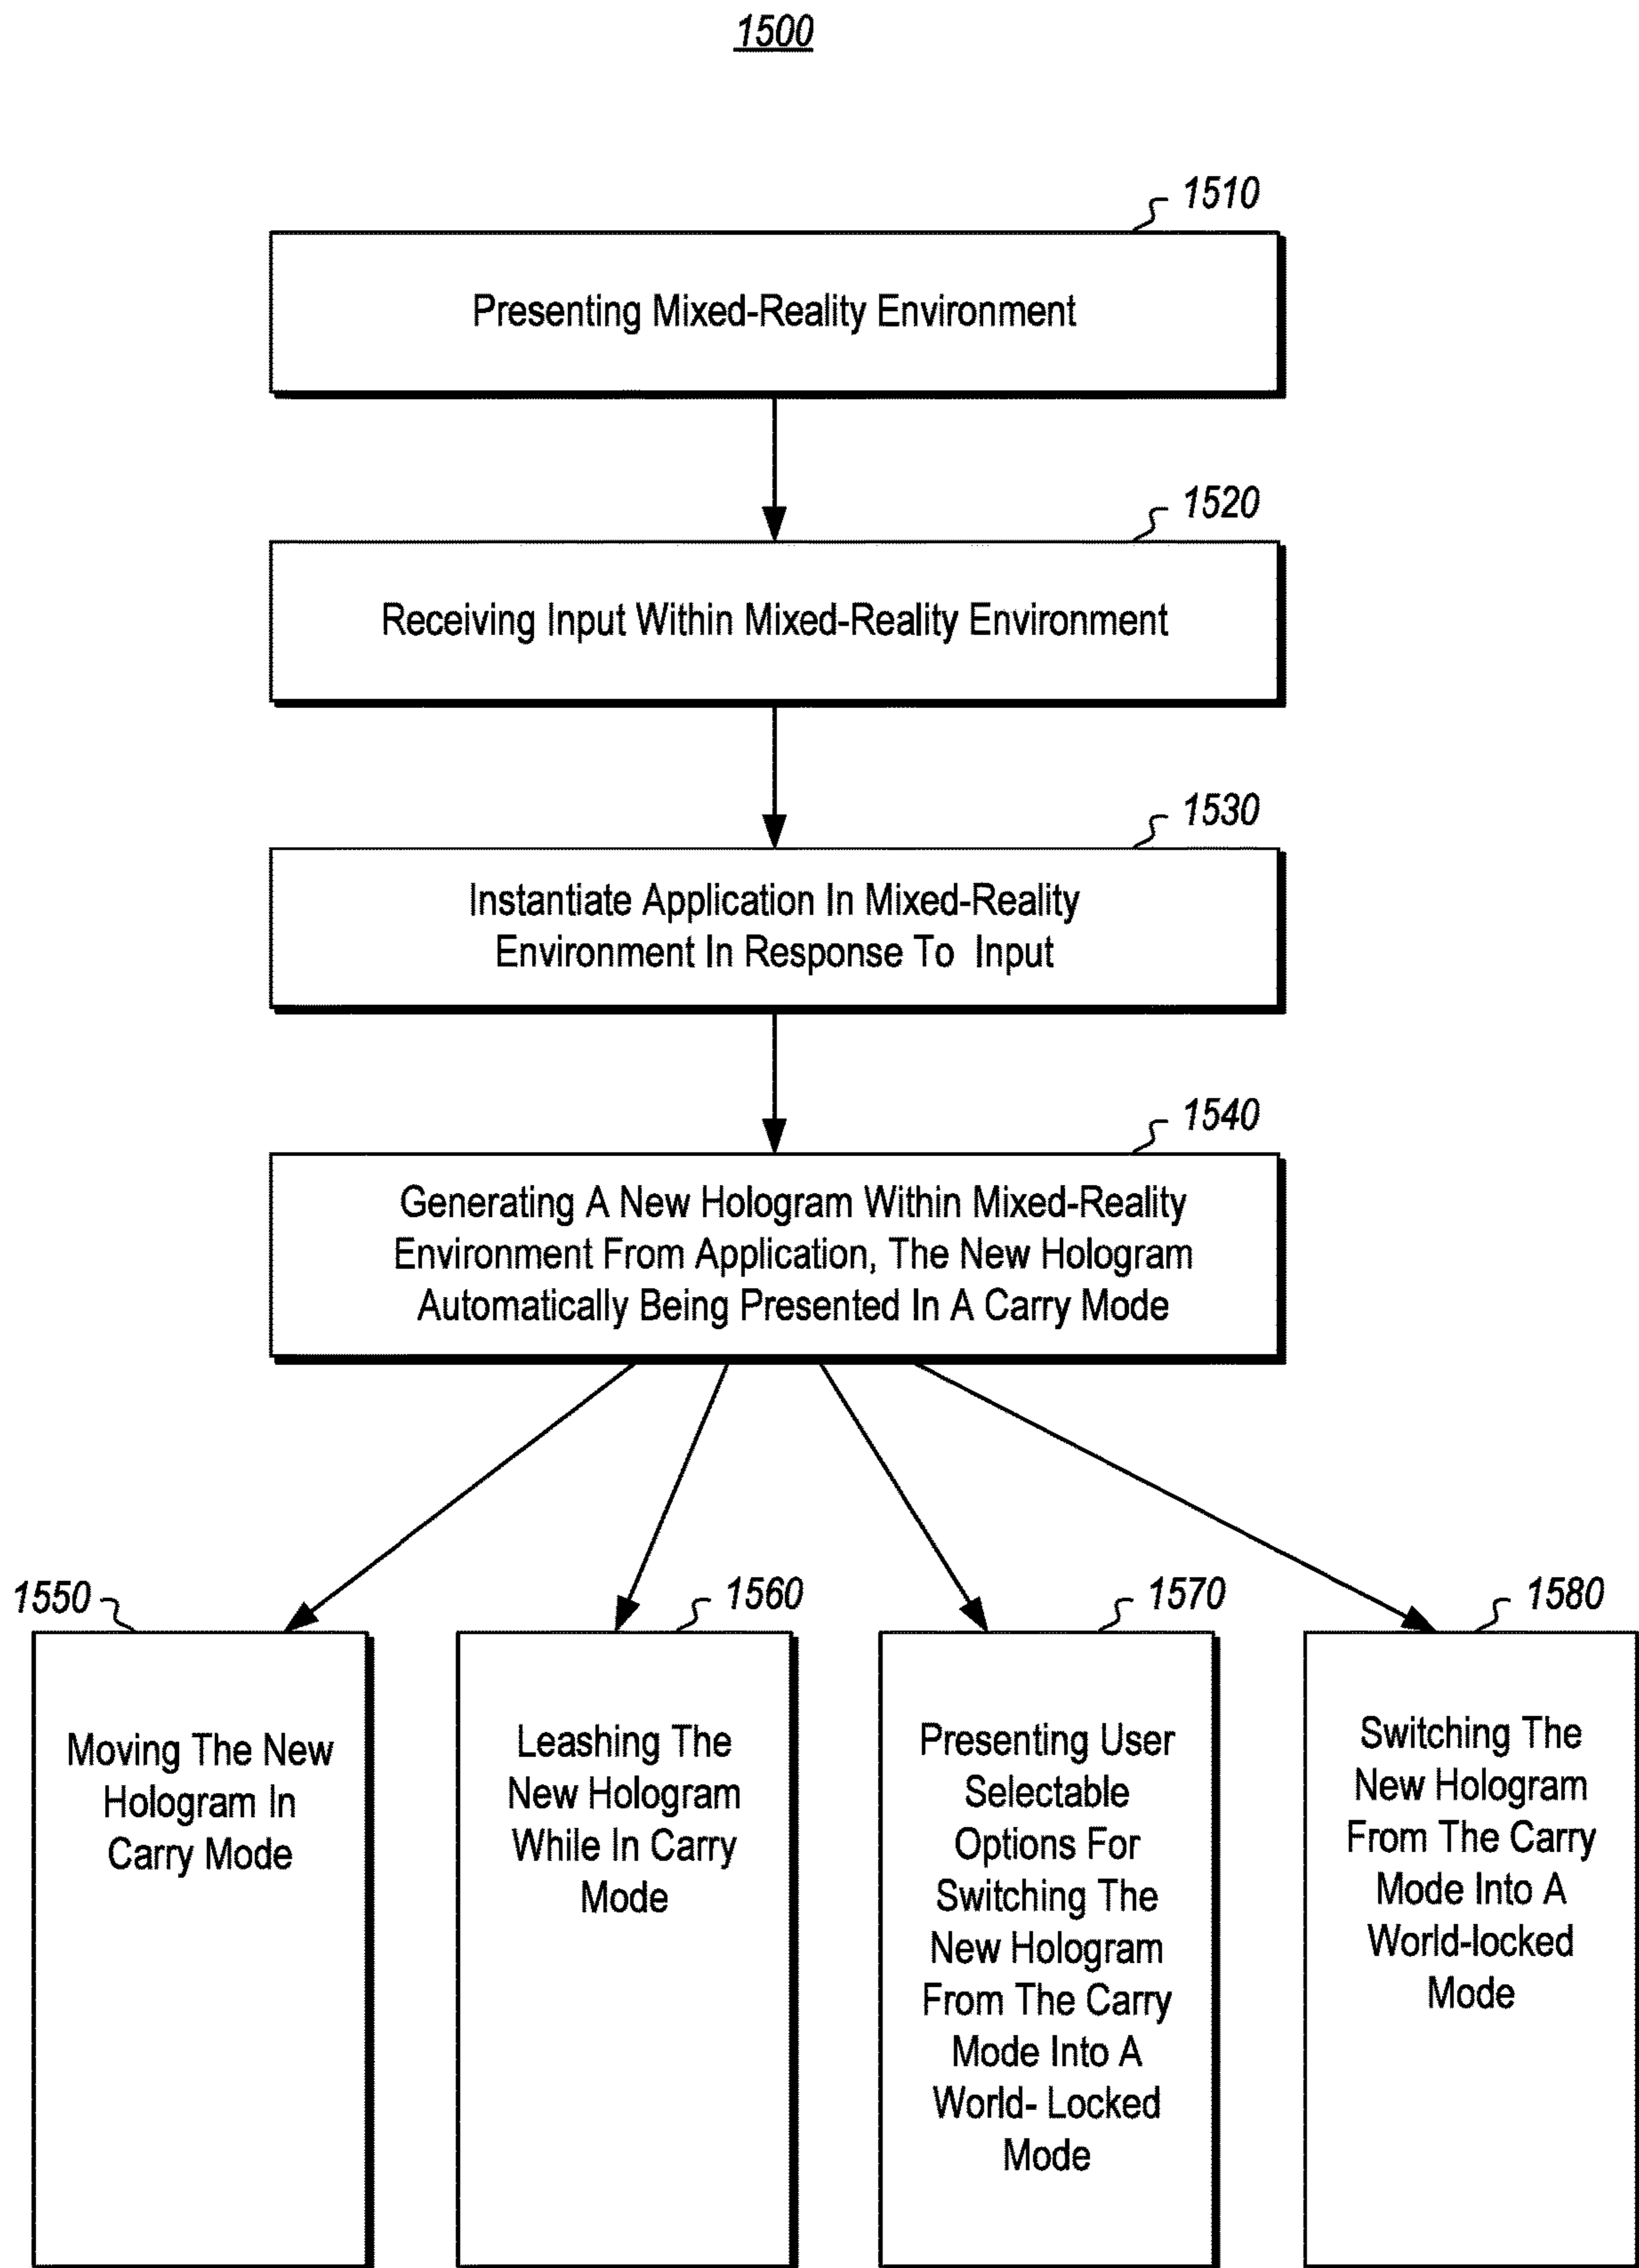 1500
1510
Presenting Mixed-Reality Environment
1520
Receiving Input Within Mixed-Reality Environment
1530
Instantiate Application In Mixed-Reality
Environment In Response To Input
1540
Generating A New Hologram Within Mixed-Reality
Environment From Application, The New Hologram
Automatically Being Presented In A Carry Mode
1550
Moving The New
Hologram In
Carry Mode
1560
Leashing The
New Hologram
While In Carry
Mode
1570
Presenting User
Selectable
Options For
Switching The
New Hologram
From The Carry
Mode Into A
World- Locked
Mode
1580
Switching The
New Hologram
From The Carry
Mode Into A
World-locked
Mode